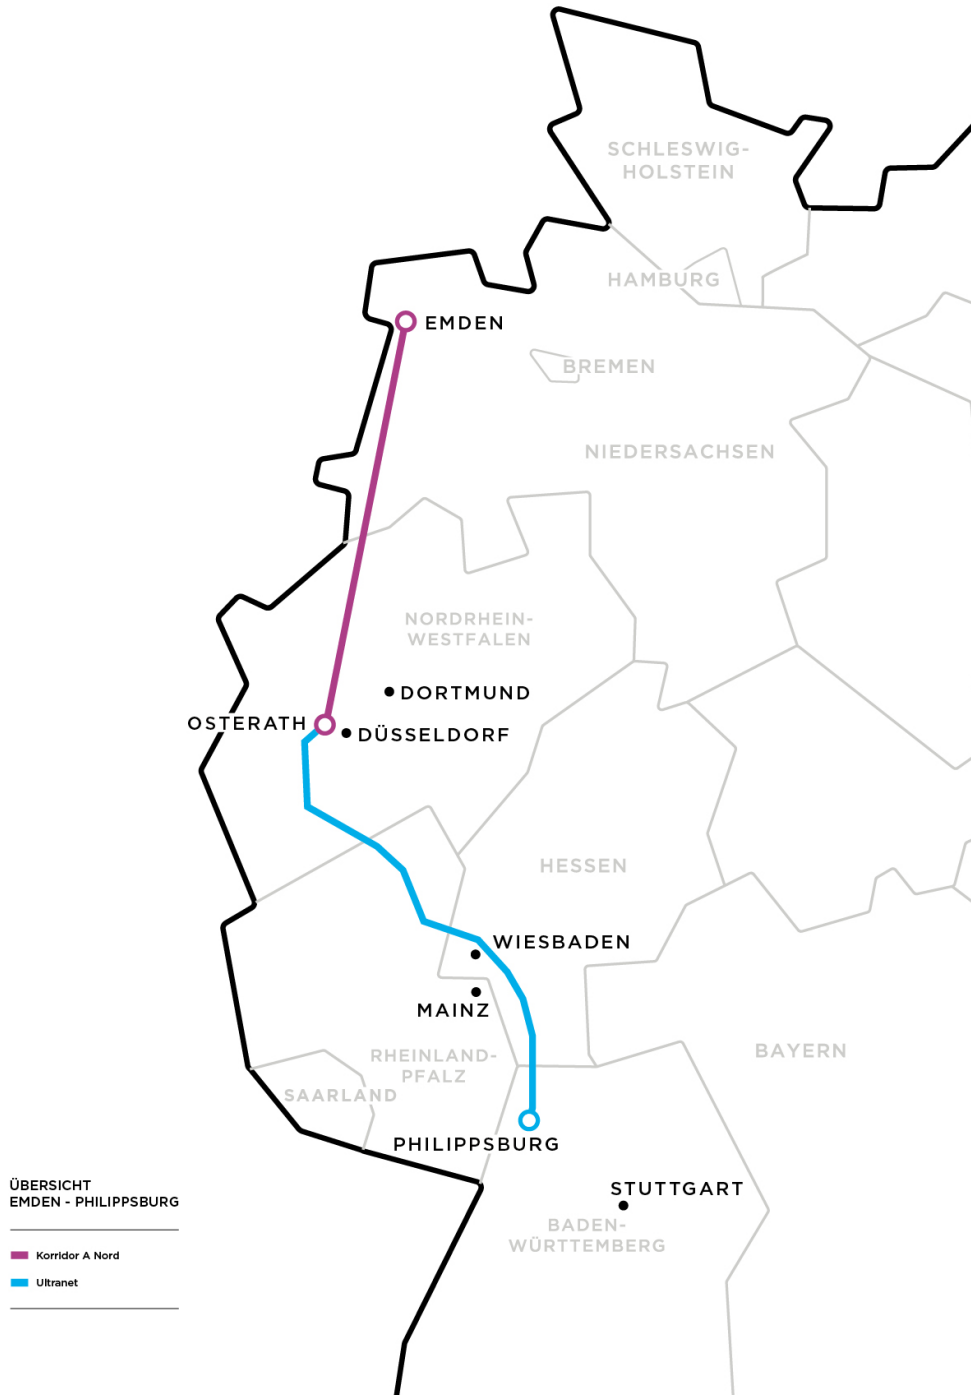 SCHLESWIG-
HOLSTEIN
HAMBURG
EMDEN
BREMEN
NIEDERSACHSEN
NORDRHEIN-
WESTFALEN
DORTMUND
OSTERATH
DÜSSELDORF
HESSEN
WIESBADEN
MAINZ
RHEINLAND-
PFALZ
BAYERN
SAARLAND
PHILIPPSBURG
STUTTGART
BADEN-
WÜRTTEMBERG
ÜBERSICHT
EMDEN - PHILIPPSBURG
Korridor A Nord
Ultranet